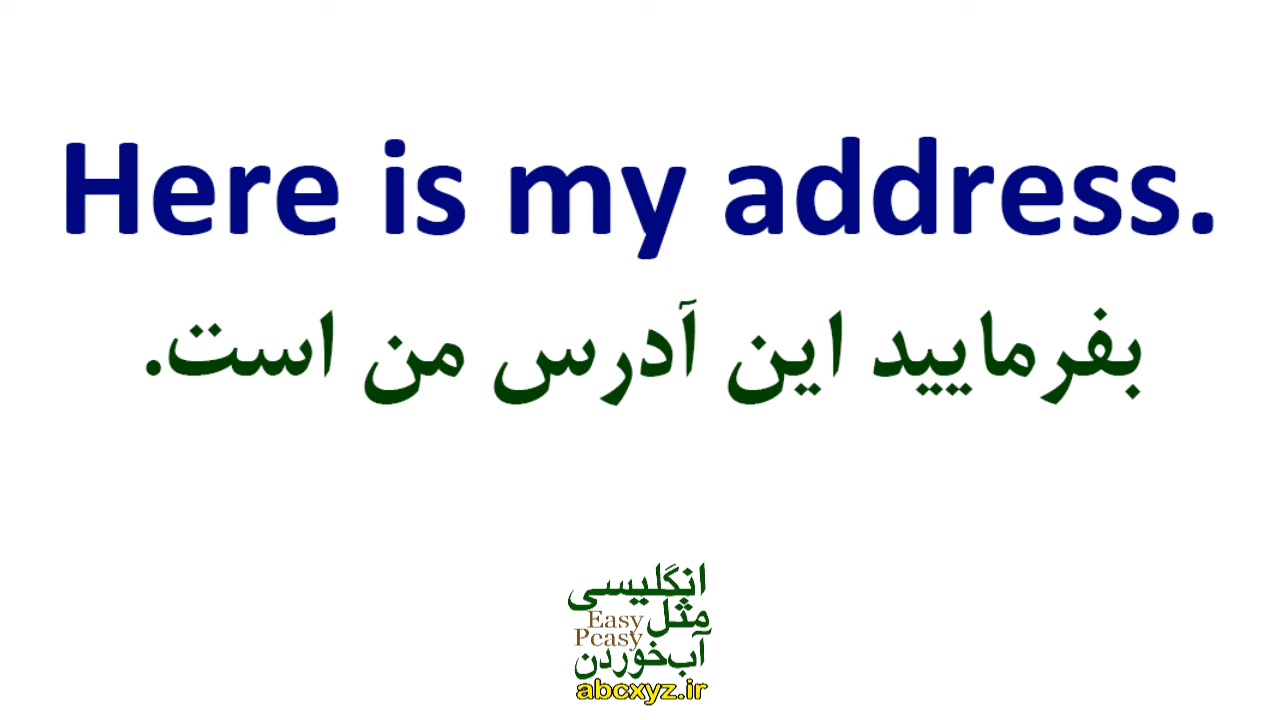 Here is my address.
بفرمایید این آدرس من است.
انگلیسی
مثل Easy
Peasy
آب‌خوردن
abcxyz.ir